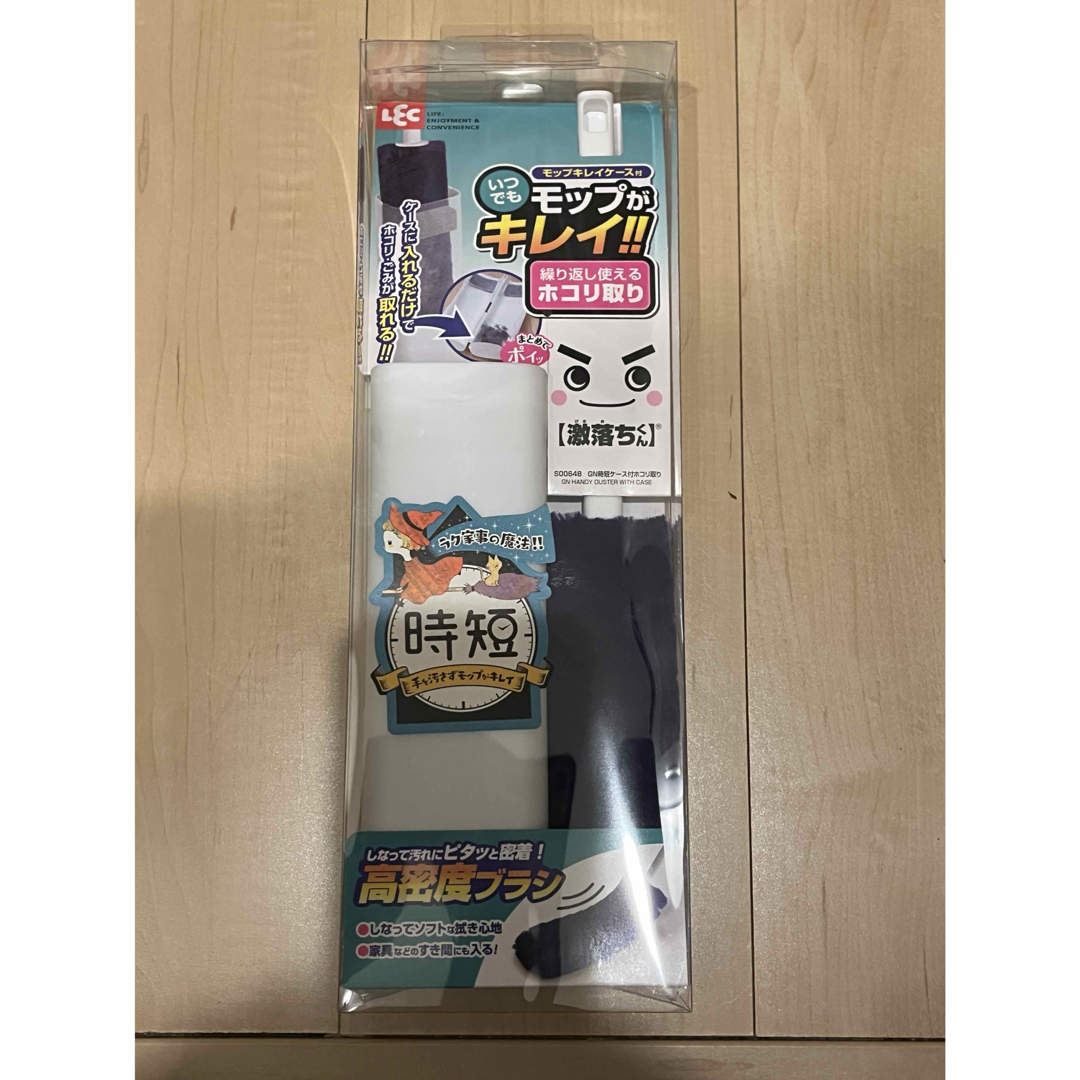 LEC
LIFE:
ENJOYMENT &
CONVENIENCE
モップキレイケース付
いつ
でも
モップが
キレイ!!
繰り返し使える
ホコリ取り
ケースに入れるだけで
ホコリ・ごみが取れる!!
まとめて
ポイッ
【激落ちくん】®
S00648 GN時短ケース付ホコリ取り
GN HANDY DUSTER WITH CASE
ラク家事の魔法!!
時短
手を汚さずモップがキレイ
しなって汚れにピタッと密着!
高密度ブラシ
●しなってソフトな拭き心地
●家具などのすき間にも入る!